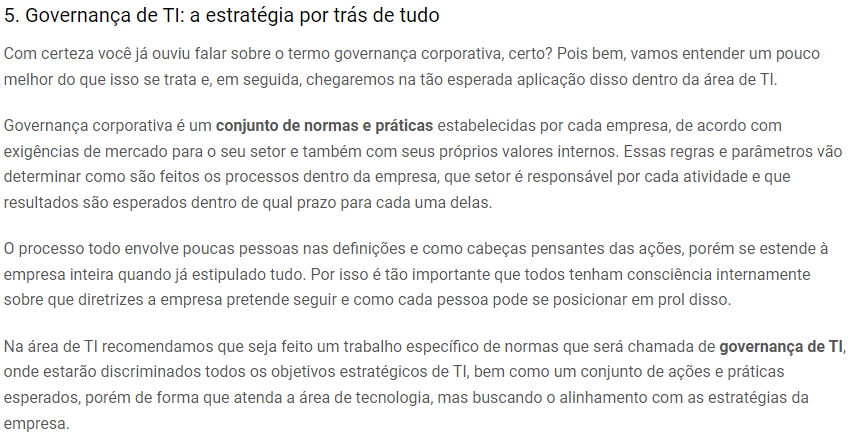 5. Governança de TI: a estratégia por trás de tudo
Com certeza você já ouviu falar sobre o termo governança corporativa, certo? Pois bem, vamos entender um pouco
melhor do que isso se trata e, em seguida, chegaremos na tão esperada aplicação disso dentro da área de TI.
Governança corporativa é um conjunto de normas e práticas estabelecidas por cada empresa, de acordo com
exigências de mercado para o seu setor e também com seus próprios valores internos. Essas regras e parâmetros vão
determinar como são feitos os processos dentro da empresa, que setor é responsável por cada atividade e que
resultados são esperados dentro de qual prazo para cada uma delas.
O processo todo envolve poucas pessoas nas definições e como cabeças pensantes das ações, porém se estende à
empresa inteira quando já estipulado tudo. Por isso é tão importante que todos tenham consciência internamente
sobre que diretrizes a empresa pretende seguir e como cada pessoa pode se posicionar em prol disso.
Na área de TI recomendamos que seja feito um trabalho específico de normas que será chamada de governança de TI,
onde estarão discriminados todos os objetivos estratégicos de TI, bem como um conjunto de ações e práticas
esperados, porém de forma que atenda a área de tecnologia, mas buscando o alinhamento com as estratégias da
empresa.